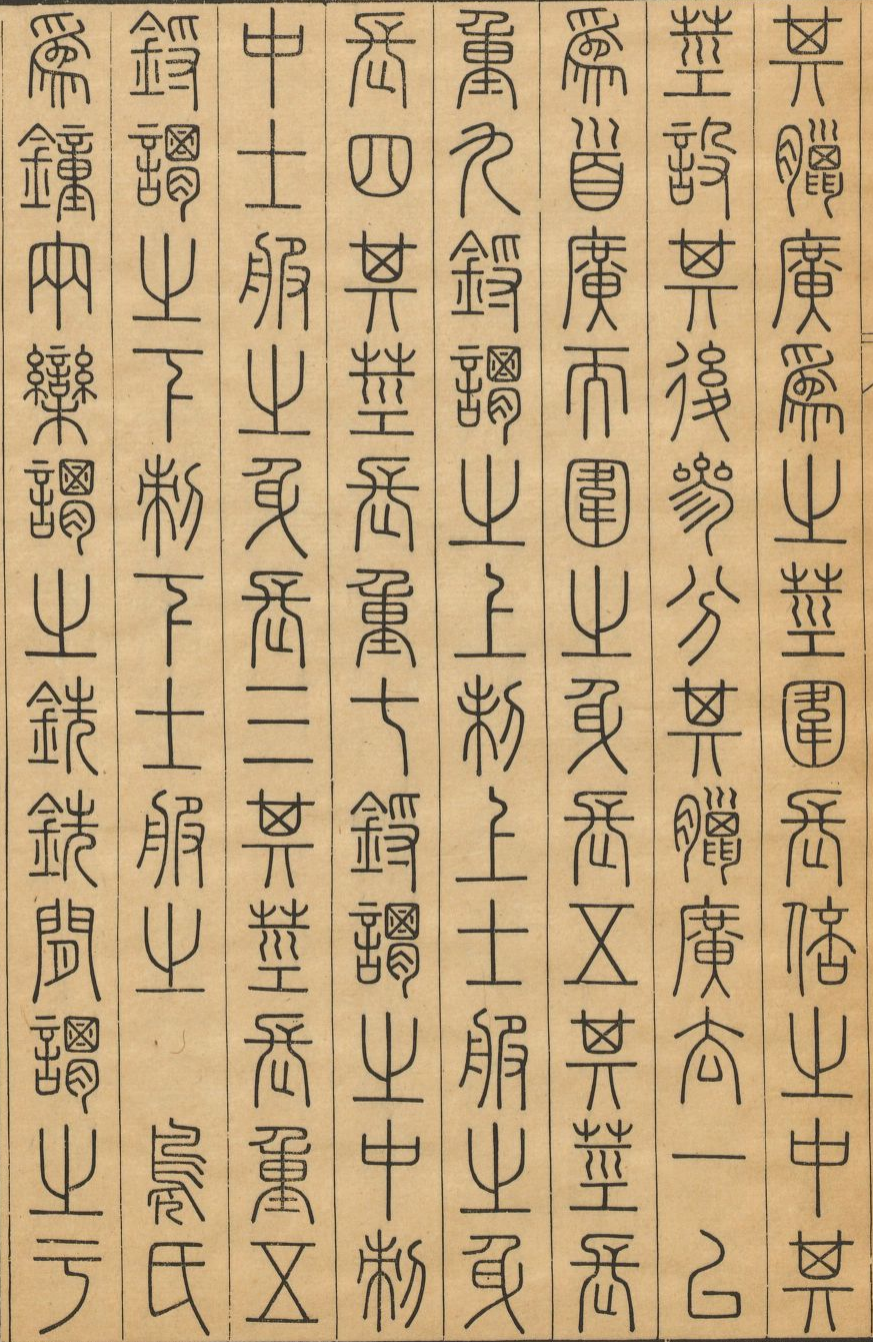 其臘廣爲之莖圍長倍之中其
莖設其後參分其臘廣去一以
爲首廣而圍之身長五其莖長
重九鋝謂之上制上士服之身
長四其莖長重七鋝謂之中制
中士服之身長三其莖長重五
鋝謂之下制下士服之　鳧氏
爲鐘兩欒謂之銑銑閒謂之于